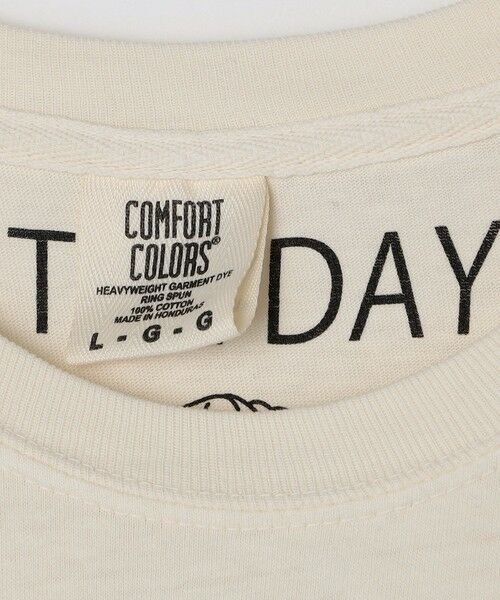 COMFORT
COLORS®
HEAVYWEIGHT GARMENT DYE
RING SPUN
100% COTTON
MADE IN HONDURAS
L - G - G
T DAY